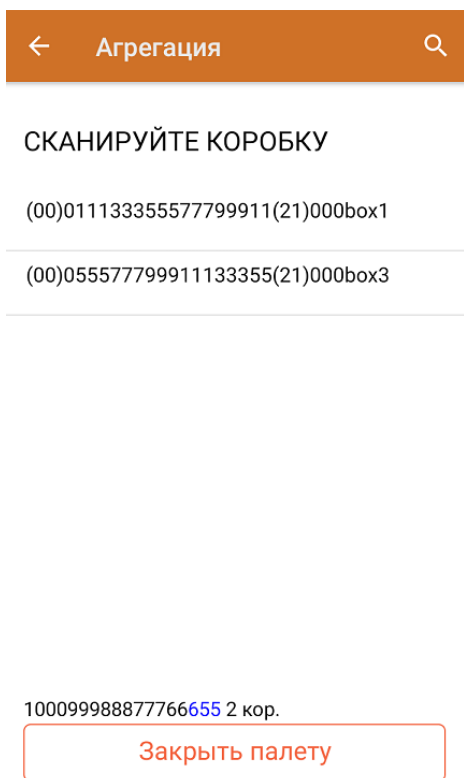 Агрегация
СКАНИРУЙТЕ КОРОБКУ
(00)011133355577799911(21)000box1
(00)055577799911133355(21)000box3
100099988877766655 2 кор.
Закрыть палету